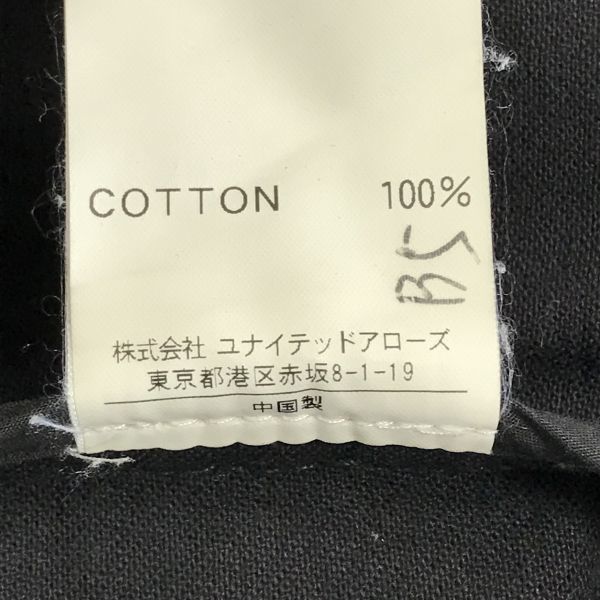 COTTON 100%
BS
株式会社 ユナイテッドアローズ
東京都港区赤坂8-1-19
中国製